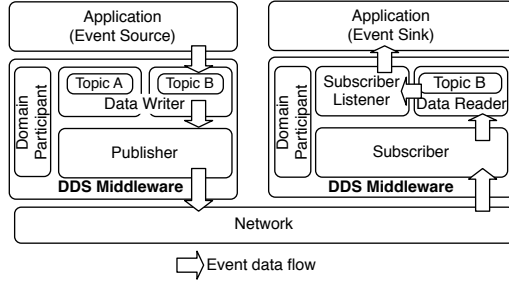 Application
(Event Source)
Application
(Event Sink)
Domain
Participant
Topic A
Topic B
Data Writer
Publisher
DDS Middleware
Domain
Participant
Subscriber
Listener
Topic B
Data Reader
Subscriber
DDS Middleware
Network
Event data flow